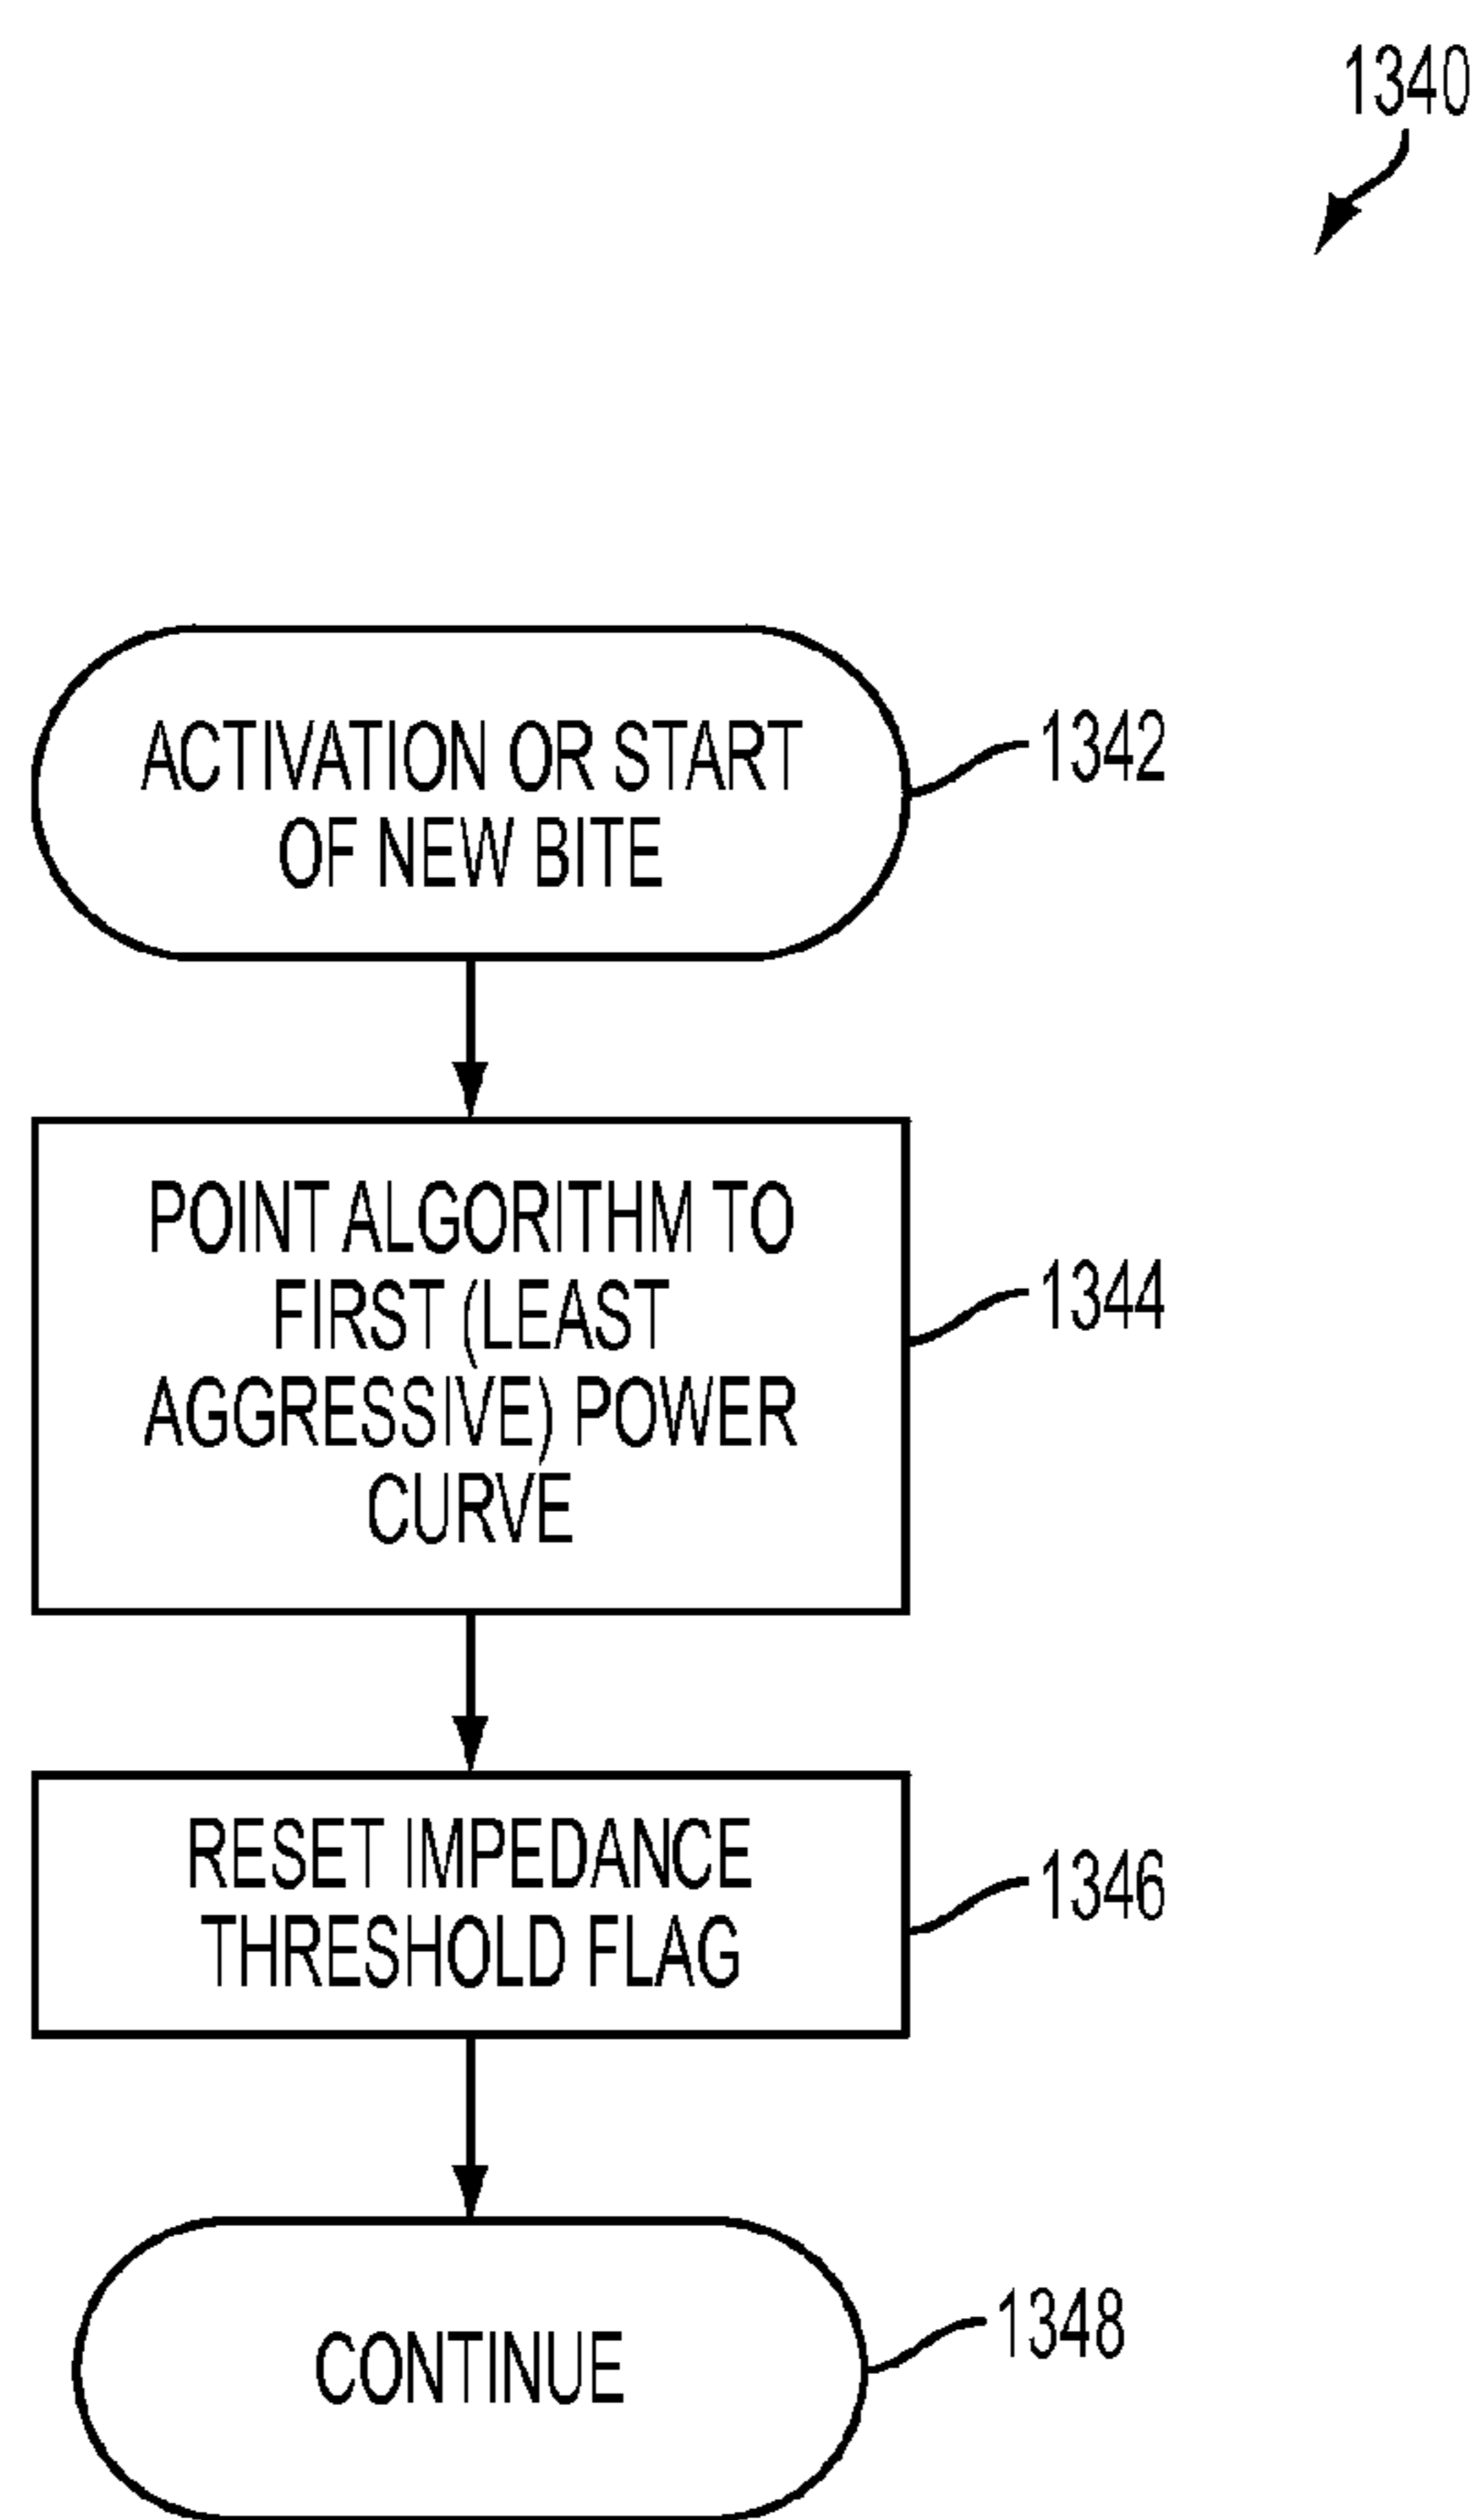 1340
ACTIVATION OR START
OF NEW BITE
1342
POINT ALGORITHM TO
FIRST (LEAST
AGGRESSIVE) POWER
CURVE
1344
RESET IMPEDANCE
THRESHOLD FLAG
1346
CONTINUE
1348